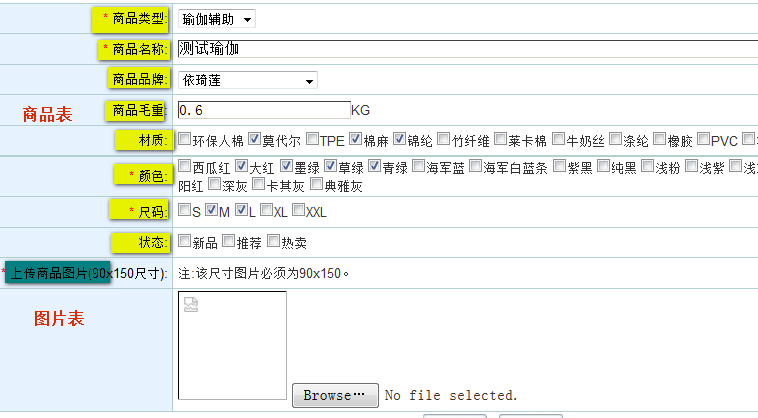 * 商品类型: 瑜伽辅助
* 商品名称: 测试瑜伽
商品品牌: 依琦莲
商品表
商品毛重: 0.6 KG
材质: 环保人棉 莫代尔 TPE 棉麻 锦纶 竹纤维 莱卡棉 牛奶丝 涤纶 橡胶 PVC
* 颜色: 西瓜红 大红 墨绿 草绿 青绿 海军蓝 海军白蓝条 紫黑 纯黑 浅粉 浅紫
阳红 深灰 卡其灰 典雅灰
* 尺码: S M L XL XXL
状态: 新品 推荐 热卖
* 上传商品图片(90x150尺寸): 注:该尺寸图片必须为90x150。
图片表
Browse… No file selected.